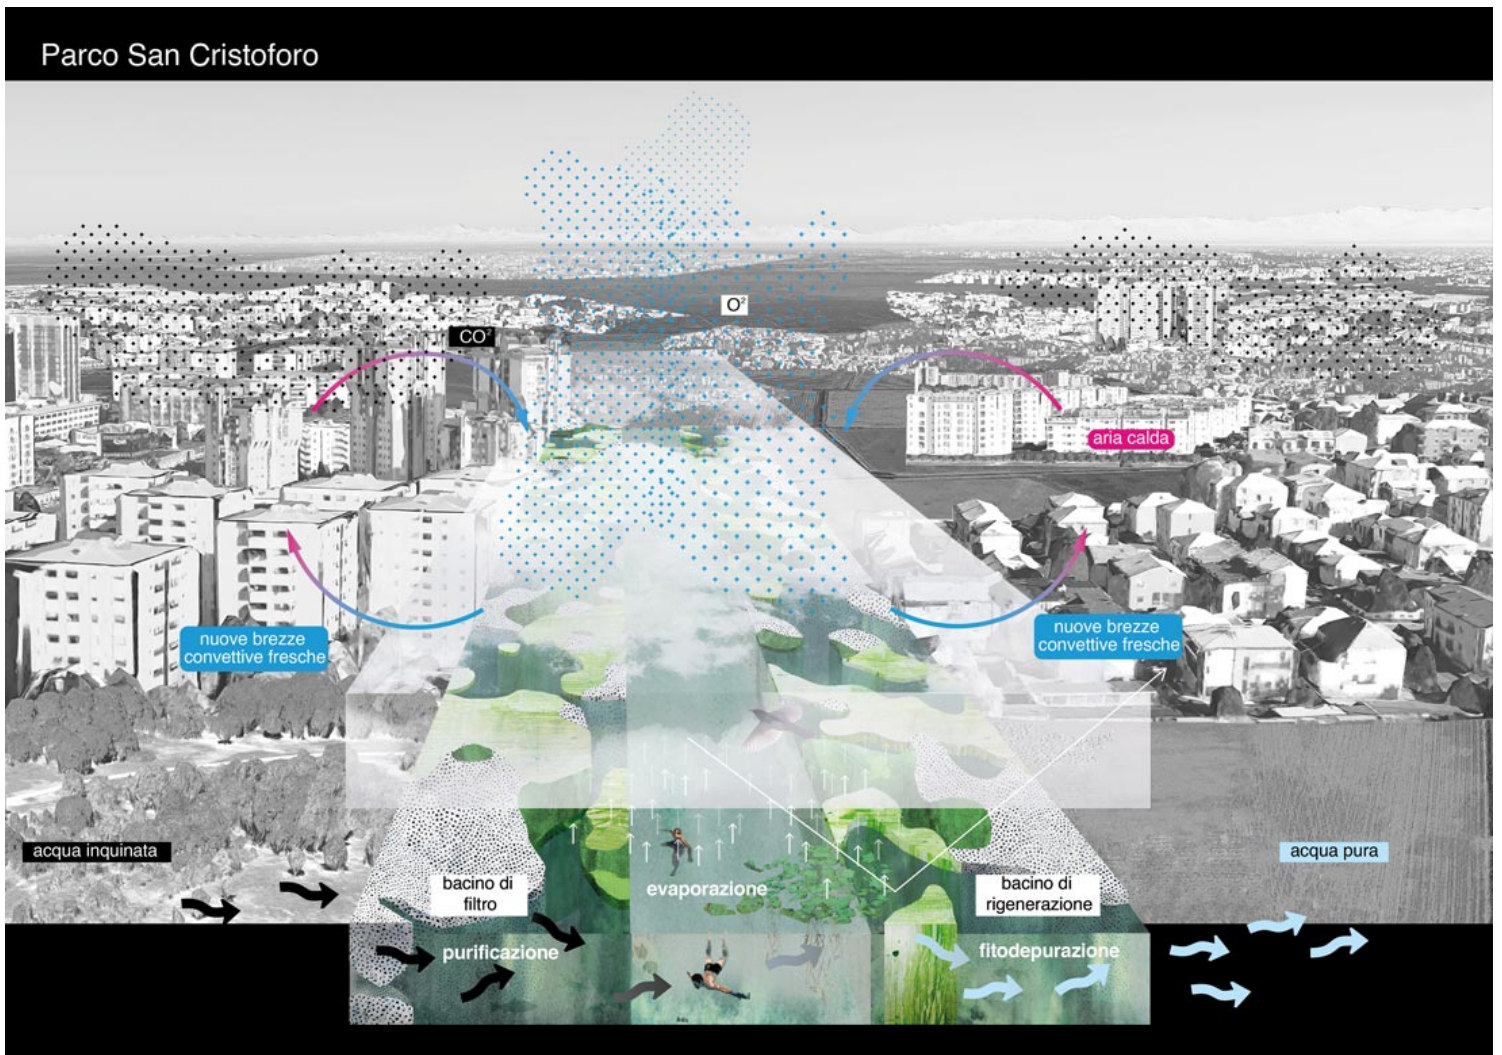 Parco San Cristoforo
O²
CO²
aria calda
nuove brezze
convettive fresche
nuove brezze
convettive fresche
acqua inquinata
acqua pura
bacino di
filtro
evaporazione
bacino di
rigenerazione
purificazione
fitodepurazione